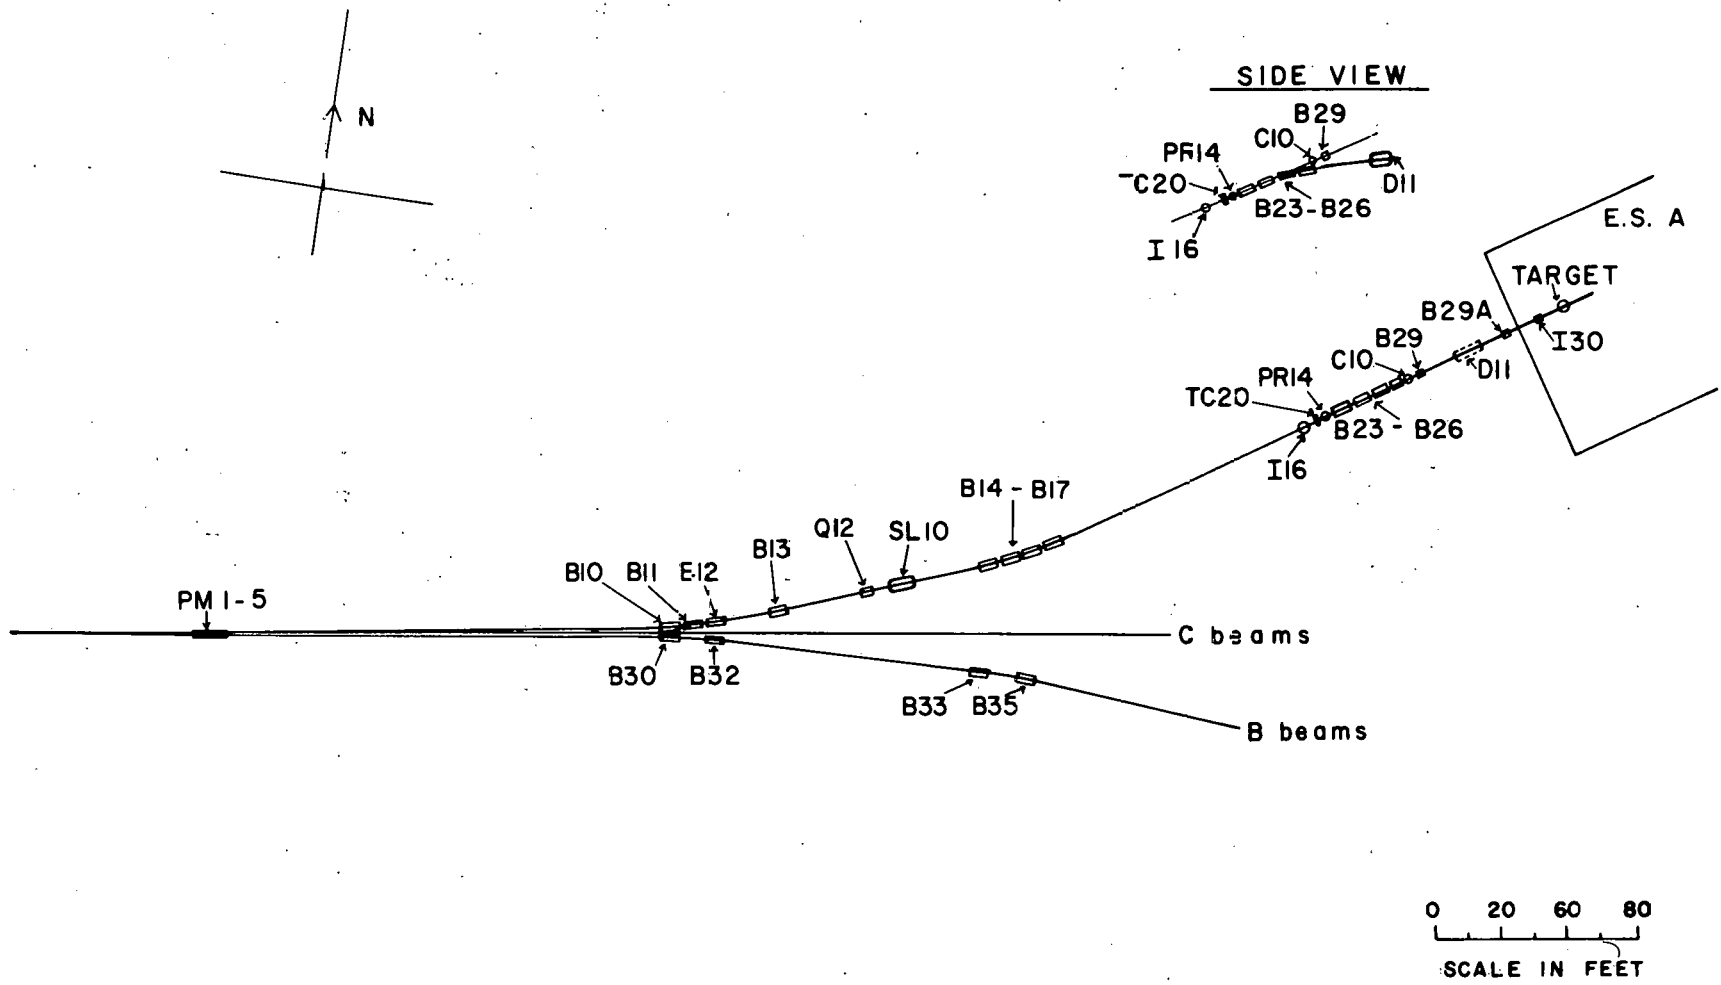 N
SIDE VIEW
B29
C10
PR14
TC20
D11
B23-B26
I16
E.S. A
TARGET
B29A
I30
B29
C10
D11
PR14
TC20
B23 - B26
I16
B14 - B17
Q12
SL10
B13
B10
B11
E12
PM 1-5
C beams
B30
B32
B33
B35
B beams
0 20 60 80
SCALE IN FEET